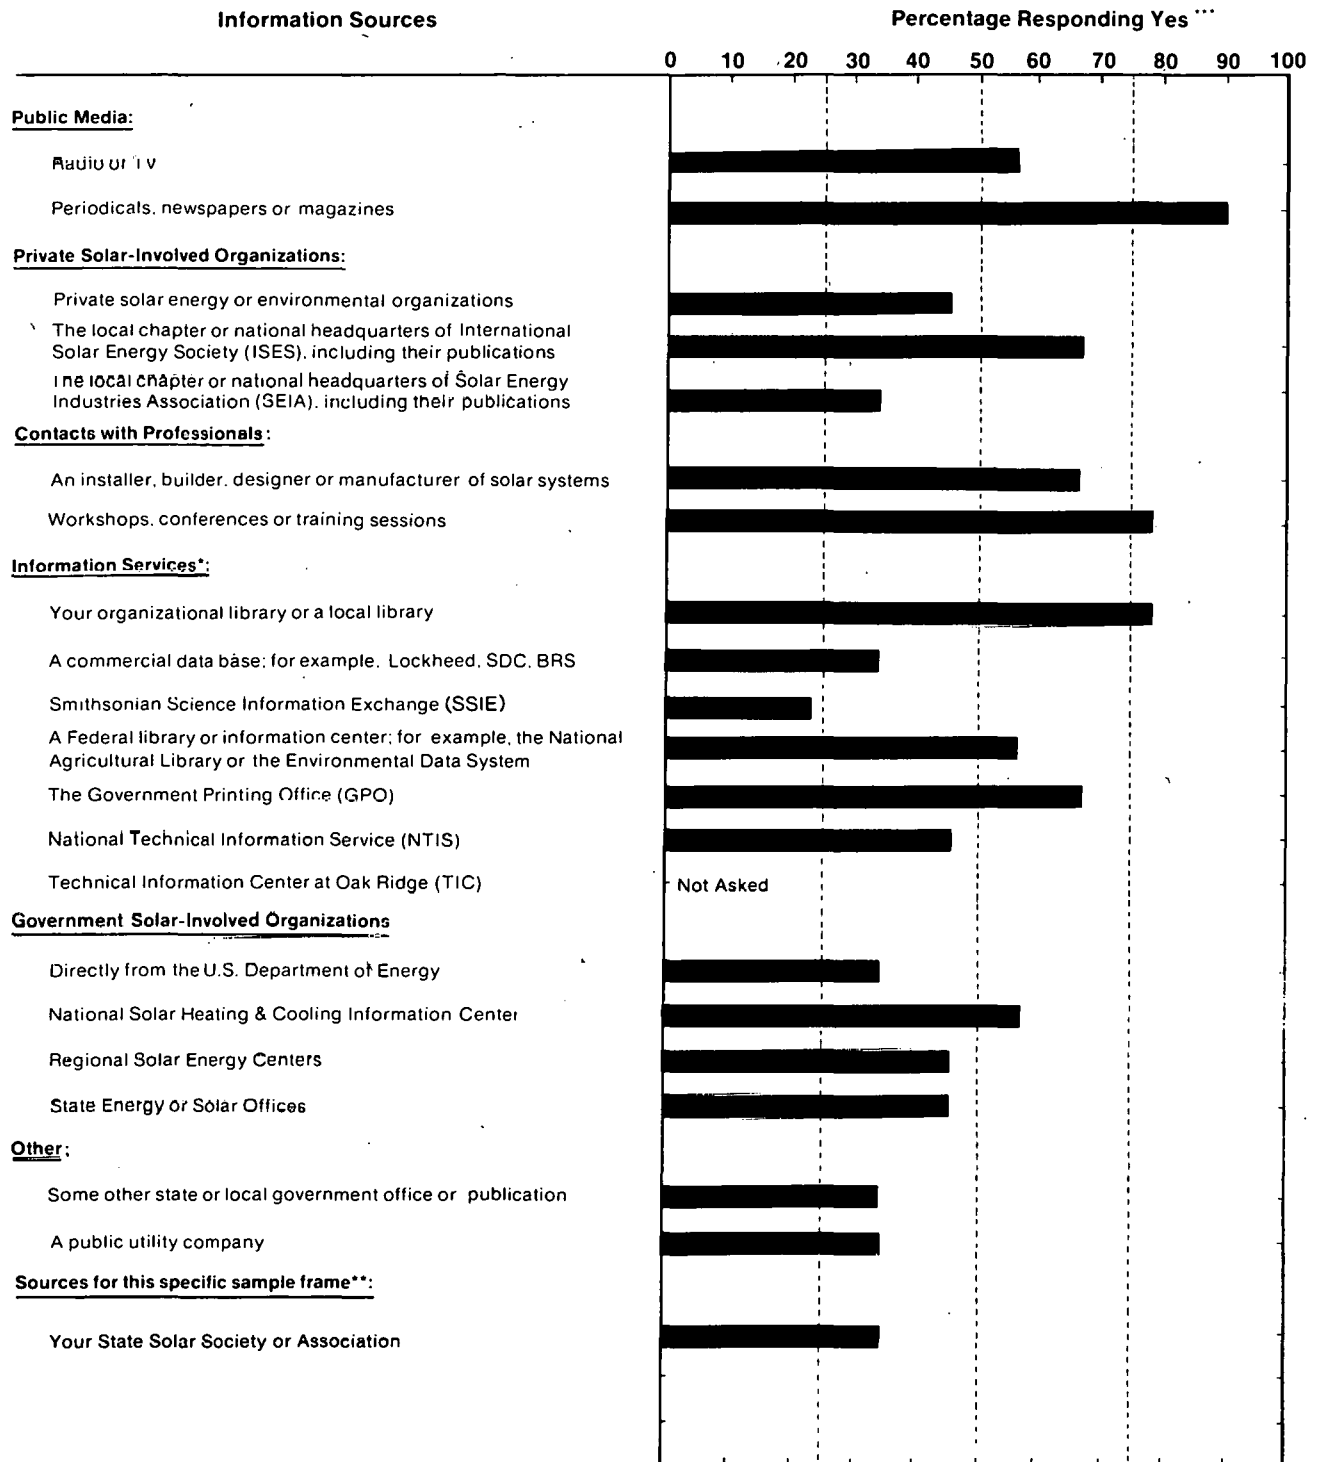 Information Sources
Percentage Responding Yes ***
0 10 20 30 40 50 60 70 80 90 100
Public Media:
Radio or TV
Periodicals, newspapers or magazines
Private Solar-Involved Organizations:
Private solar energy or environmental organizations
The local chapter or national headquarters of International
Solar Energy Society (ISES), including their publications
The local chapter or national headquarters of Solar Energy
Industries Association (SEIA), including their publications
Contacts with Professionals:
An installer, builder, designer or manufacturer of solar systems
Workshops, conferences or training sessions
Information Services*:
Your organizational library or a local library
A commercial data base; for example, Lockheed, SDC, BRS
Smithsonian Science Information Exchange (SSIE)
A Federal library or information center; for example, the National
Agricultural Library or the Environmental Data System
The Government Printing Office (GPO)
National Technical Information Service (NTIS)
Technical Information Center at Oak Ridge (TIC)
Not Asked
Government Solar-Involved Organizations
Directly from the U.S. Department of Energy
National Solar Heating & Cooling Information Center
Regional Solar Energy Centers
State Energy or Solar Offices
Other:
Some other state or local government office or publication
A public utility company
Sources for this specific sample frame**:
Your State Solar Society or Association